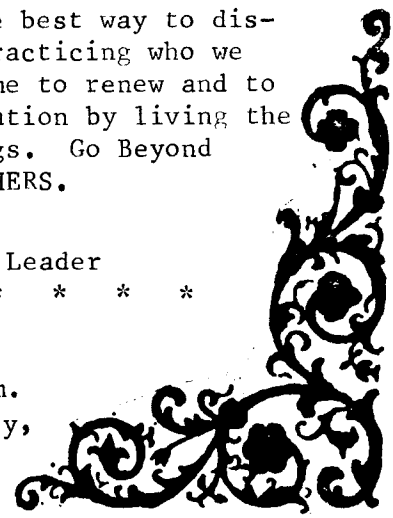 best way to dis-
racticing who we
ne to renew and to
ation by living the
gs. Go Beyond
HERS.
Leader
* * *
n.
y,